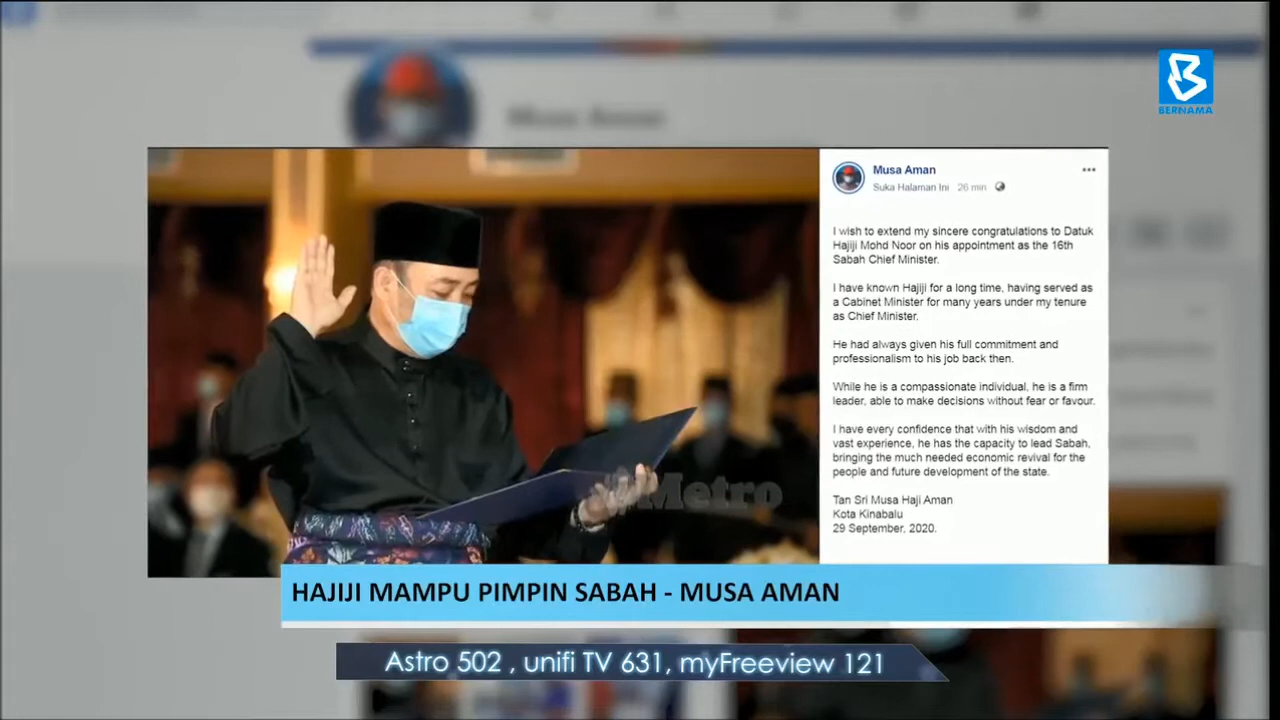 Musa Aman
BERNAMA
Musa Aman
Suka Halaman Ini 26 min
I wish to extend my sincere congratulations to Datuk
Hajiji Mohd Noor on his appointment as the 16th
Sabah Chief Minister.
I have known Hajiji for a long time, having served as
a Cabinet Minister for many years under my tenure
as Chief Minister.
He had always given his full commitment and
professionalism to his job back then.
While he is a compassionate individual, he is a firm
leader, able to make decisions without fear or favour.
I have every confidence that with his wisdom and
vast experience, he has the capacity to lead Sabah,
bringing the much needed economic revival for the
people and future development of the state.
Tan Sri Musa Haji Aman
Kota Kinabalu
29 September, 2020.
Metro
HAJIJI MAMPU PIMPIN SABAH - MUSA AMAN
Astro 502 , unifi TV 631, myFreeview 121